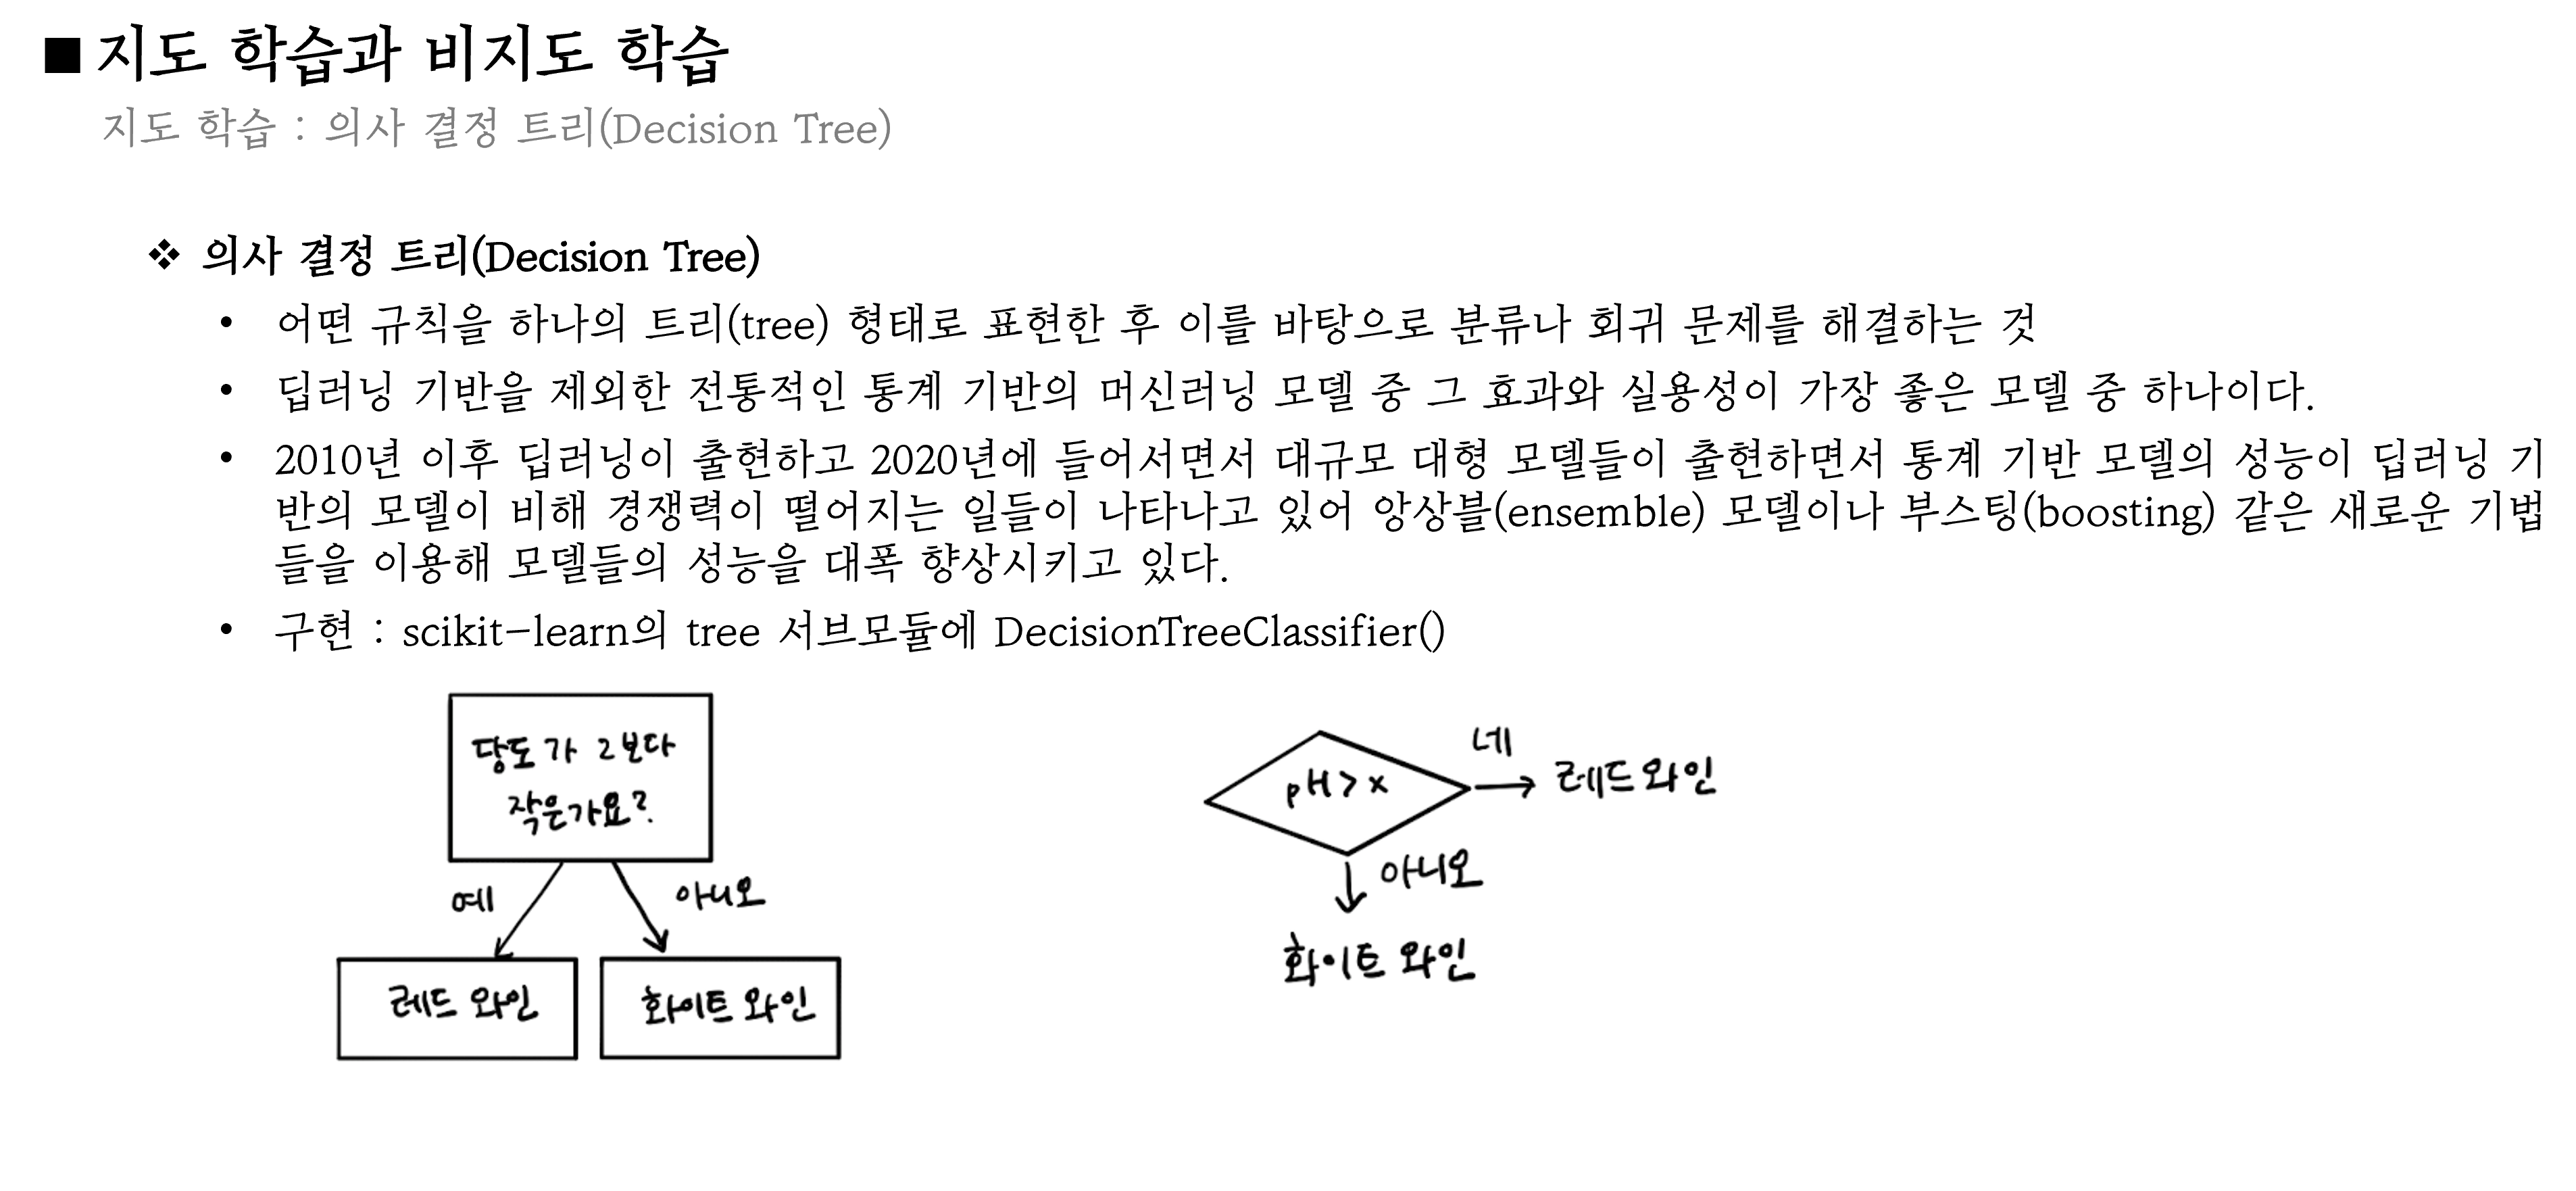 ■ 지도 학습과 비지도 학습
지도 학습 : 의사 결정 트리(Decision Tree)
❖ 의사 결정 트리(Decision Tree)
• 어떤 규칙을 하나의 트리(tree) 형태로 표현한 후 이를 바탕으로 분류나 회귀 문제를 해결하는 것
• 딥러닝 기반을 제외한 전통적인 통계 기반의 머신러닝 모델 중 그 효과와 실용성이 가장 좋은 모델 중 하나이다.
• 2010년 이후 딥러닝이 출현하고 2020년에 들어서면서 대규모 대형 모델들이 출현하면서 통계 기반 모델의 성능이 딥러닝 기
반의 모델이 비해 경쟁력이 떨어지는 일들이 나타나고 있어 앙상블(ensemble) 모델이나 부스팅(boosting) 같은 새로운 기법
들을 이용해 모델들의 성능을 대폭 향상시키고 있다.
• 구현 : scikit-learn의 tree 서브모듈에 DecisionTreeClassifier()
당도가 2보다
작은가요?
예
아니오
레드 와인
화이트 와인
pH > x
네
레드 와인
아니오
화이트 와인